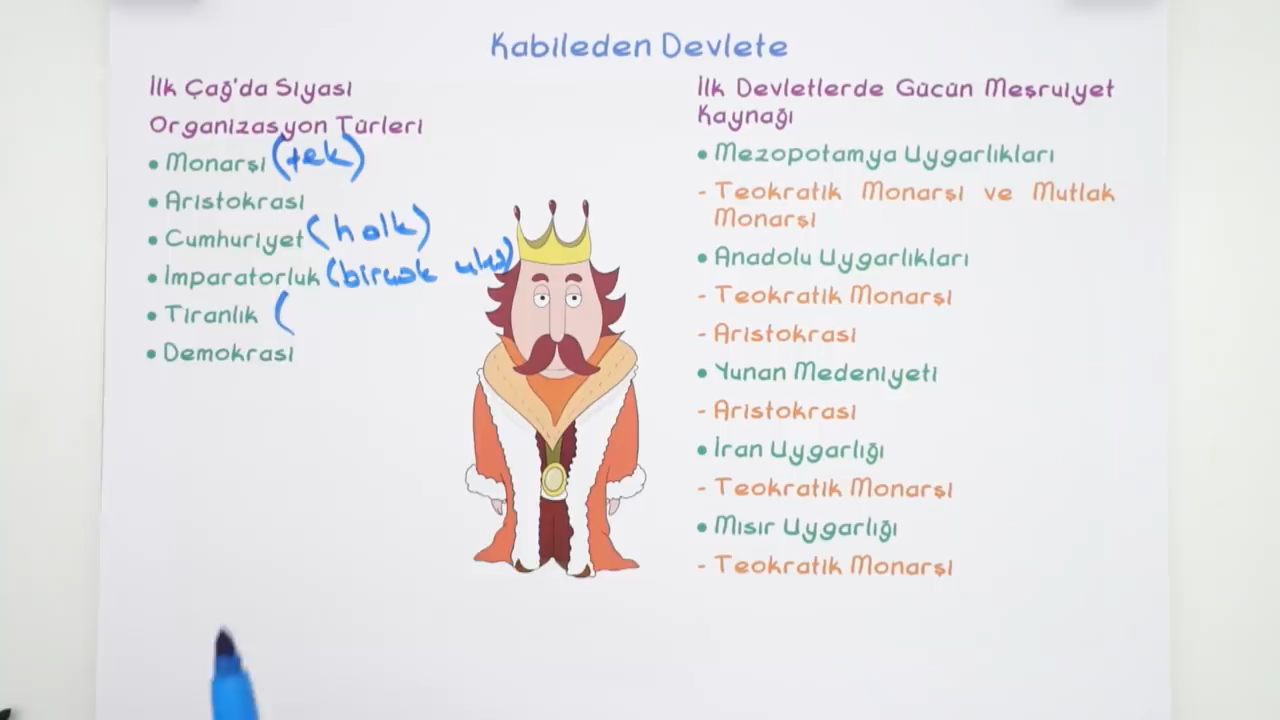 Kabileden Devlete
İlk Çağ'da Siyasi
Organizasyon Türleri
• Monarşi (tek)
• Aristokrasi
• Cumhuriyet (halk)
• İmparatorluk (birçok ulus)
• Tiranlık (
• Demokrasi
İlk Devletlerde Gücün Meşruiyet
Kaynağı
• Mezopotamya Uygarlıkları
- Teokratik Monarşi ve Mutlak
Monarşi
• Anadolu Uygarlıkları
- Teokratik Monarşi
- Aristokrasi
• Yunan Medeniyeti
- Aristokrasi
• İran Uygarlığı
- Teokratik Monarşi
• Mısır Uygarlığı
- Teokratik Monarşi